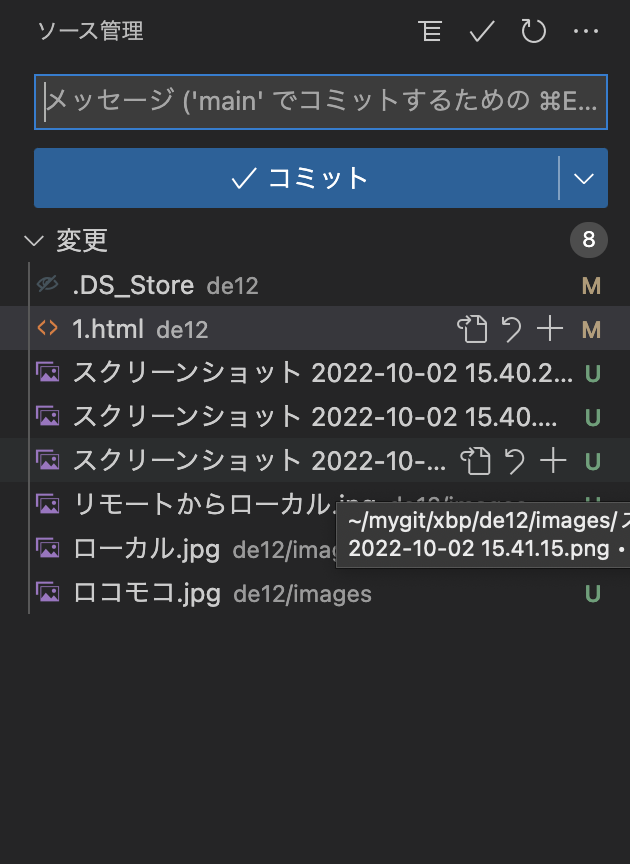 ソース管理
メッセージ ('main' でコミットするための ⌘E...
コミット
変更 8
.DS_Store de12 M
1.html de12 M
スクリーンショット 2022-10-02 15.40.2... U
スクリーンショット 2022-10-02 15.40.... U
スクリーンショット 2022-10-... U
リモートからローカル.jpg de12/images U
~/mygit/xbp/de12/images/ス
2022-10-02 15.41.15.png •
ローカル.jpg de12/imag
ロコモコ.jpg de12/images U